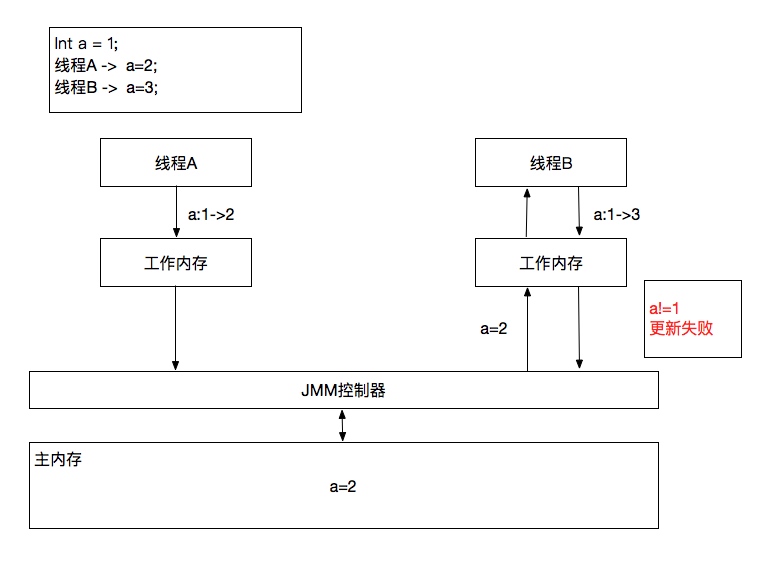 Int a = 1;
线程A -> a=2;
线程B -> a=3;
线程A
线程B
a:1->2
a:1->3
工作内存
工作内存
a!=1
更新失败
a=2
JMM控制器
主内存
a=2